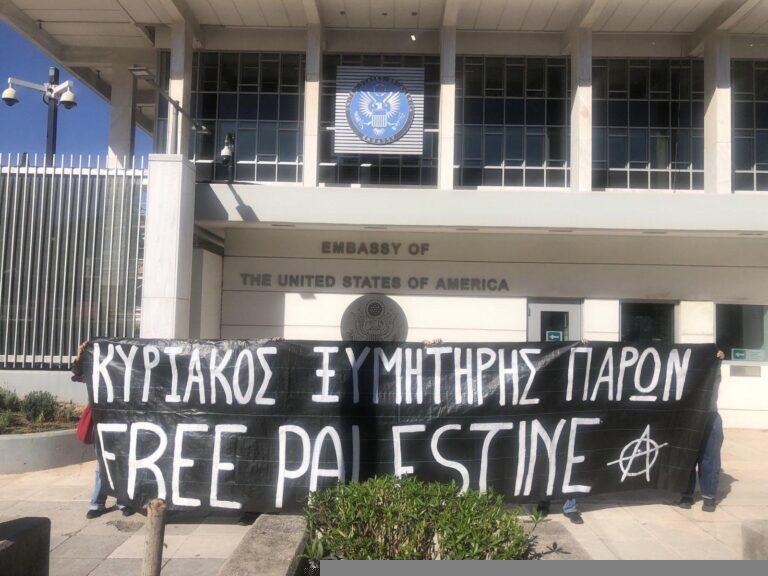 EMBASSY OF
THE UNITED STATES OF AMERICA
ΚΥΡΙΑΚΟΣ ΞΥΜΗΤΗΡΗΣ ΠΑΡΩΝ
FREE PALESTINE